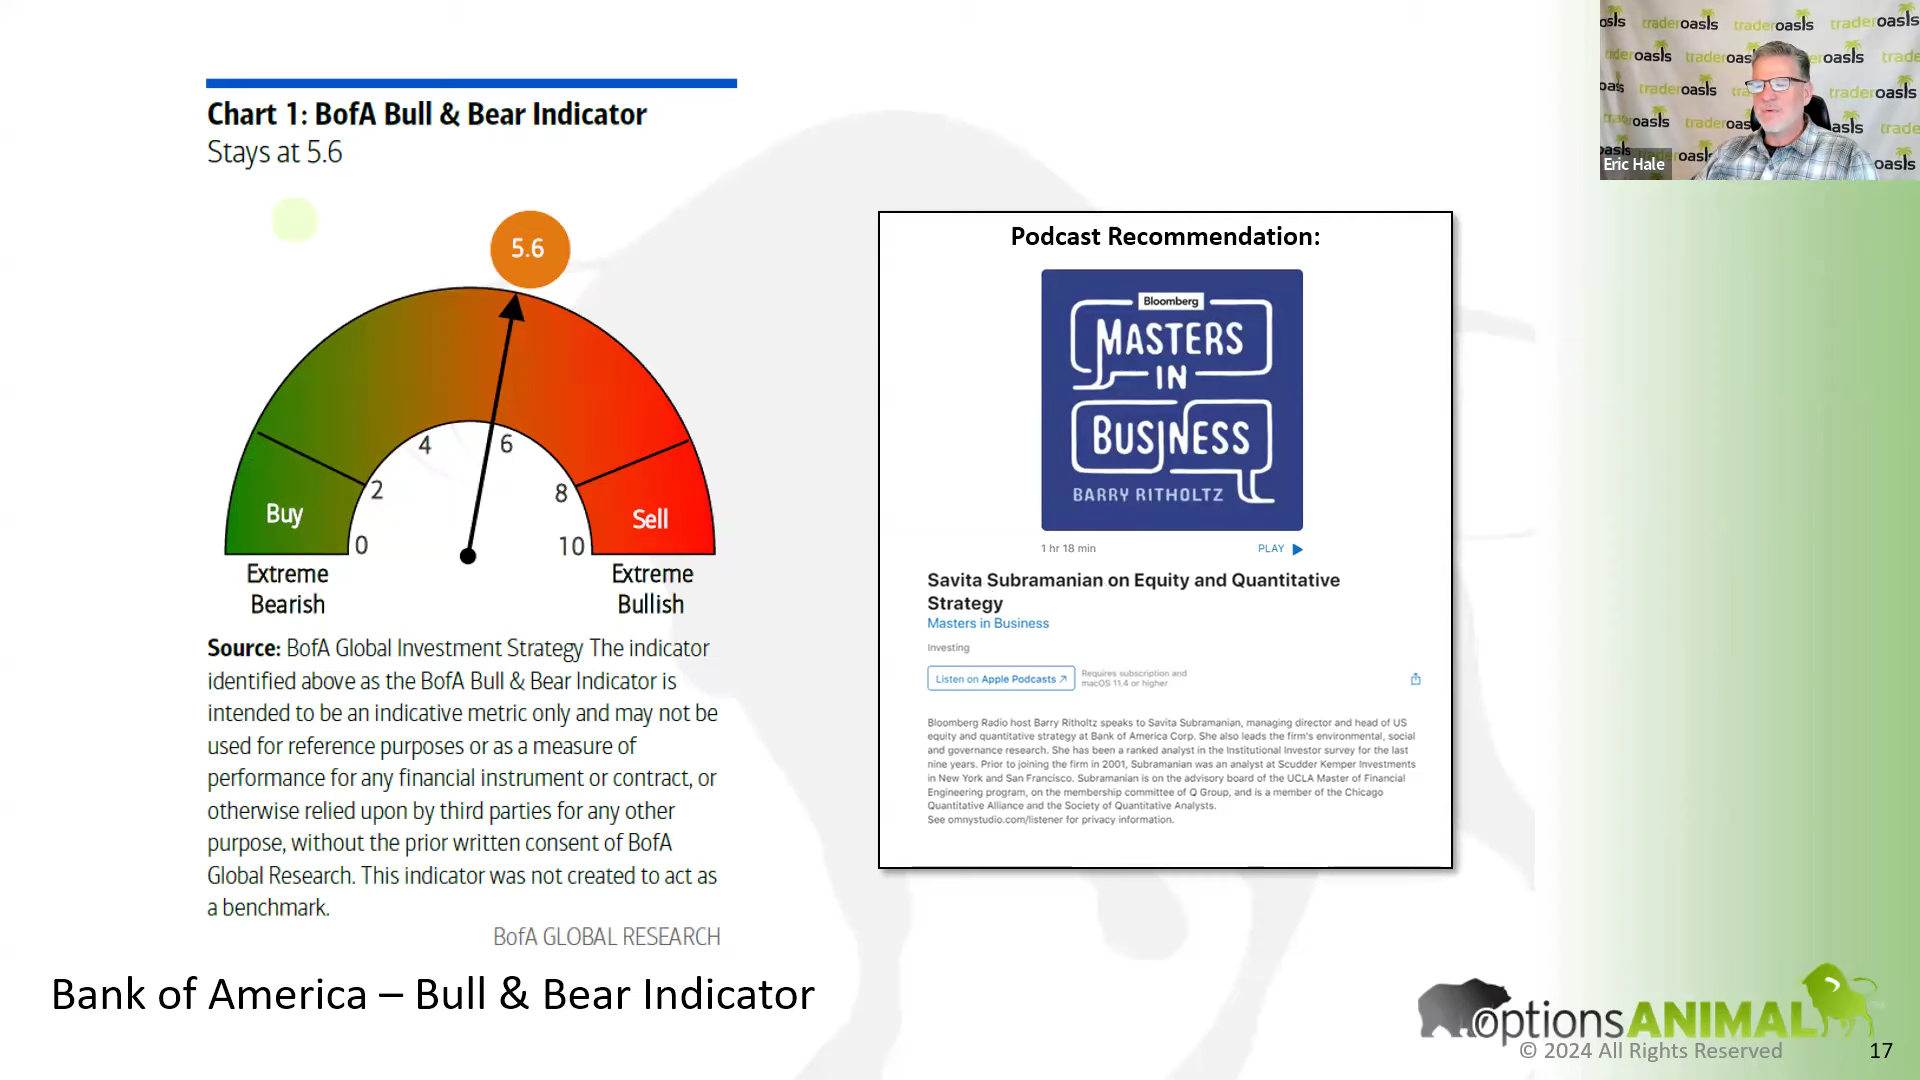 Chart 1: BofA Bull & Bear Indicator
Stays at 5.6
5.6
4
6
2
8
0
10
Buy
Sell
Extreme
Bearish
Extreme
Bullish
Source: BofA Global Investment Strategy The indicator
identified above as the BofA Bull & Bear Indicator is
intended to be an indicative metric only and may not be
used for reference purposes or as a measure of
performance for any financial instrument or contract, or
otherwise relied upon by third parties for any other
purpose, without the prior written consent of BofA
Global Research. This indicator was not created to act as
a benchmark.
BofA GLOBAL RESEARCH
Bank of America – Bull & Bear Indicator
Podcast Recommendation:
Bloomberg
MASTERS
IN
BUSINESS
BARRY RITHOLTZ
1 hr 18 min
PLAY
Savita Subramanian on Equity and Quantitative
Strategy
Masters in Business
Investing
Listen on Apple Podcasts ↗
Requires subscription and
macOS 11.4 or higher
Bloomberg Radio host Barry Ritholtz speaks to Savita Subramanian, managing director and head of US
equity and quantitative strategy at Bank of America Corp. She also leads the firm's environmental, social
and governance research. She has been a ranked analyst in the Institutional Investor survey for the last
nine years. Prior to joining the firm in 2001, Subramanian was an analyst at Scudder Kemper Investments
in New York and San Francisco. Subramanian is on the advisory board of the UCLA Master of Financial
Engineering program, on the membership committee of Q Group, and is a member of the Chicago
Quantitative Alliance and the Society of Quantitative Analysts.
See omnystudio.com/listener for privacy information.
traderoasis traderoasis traderoasis
traderoasis
traderoasis
Eric Hale
optionsANIMAL
© 2024 All Rights Reserved
17